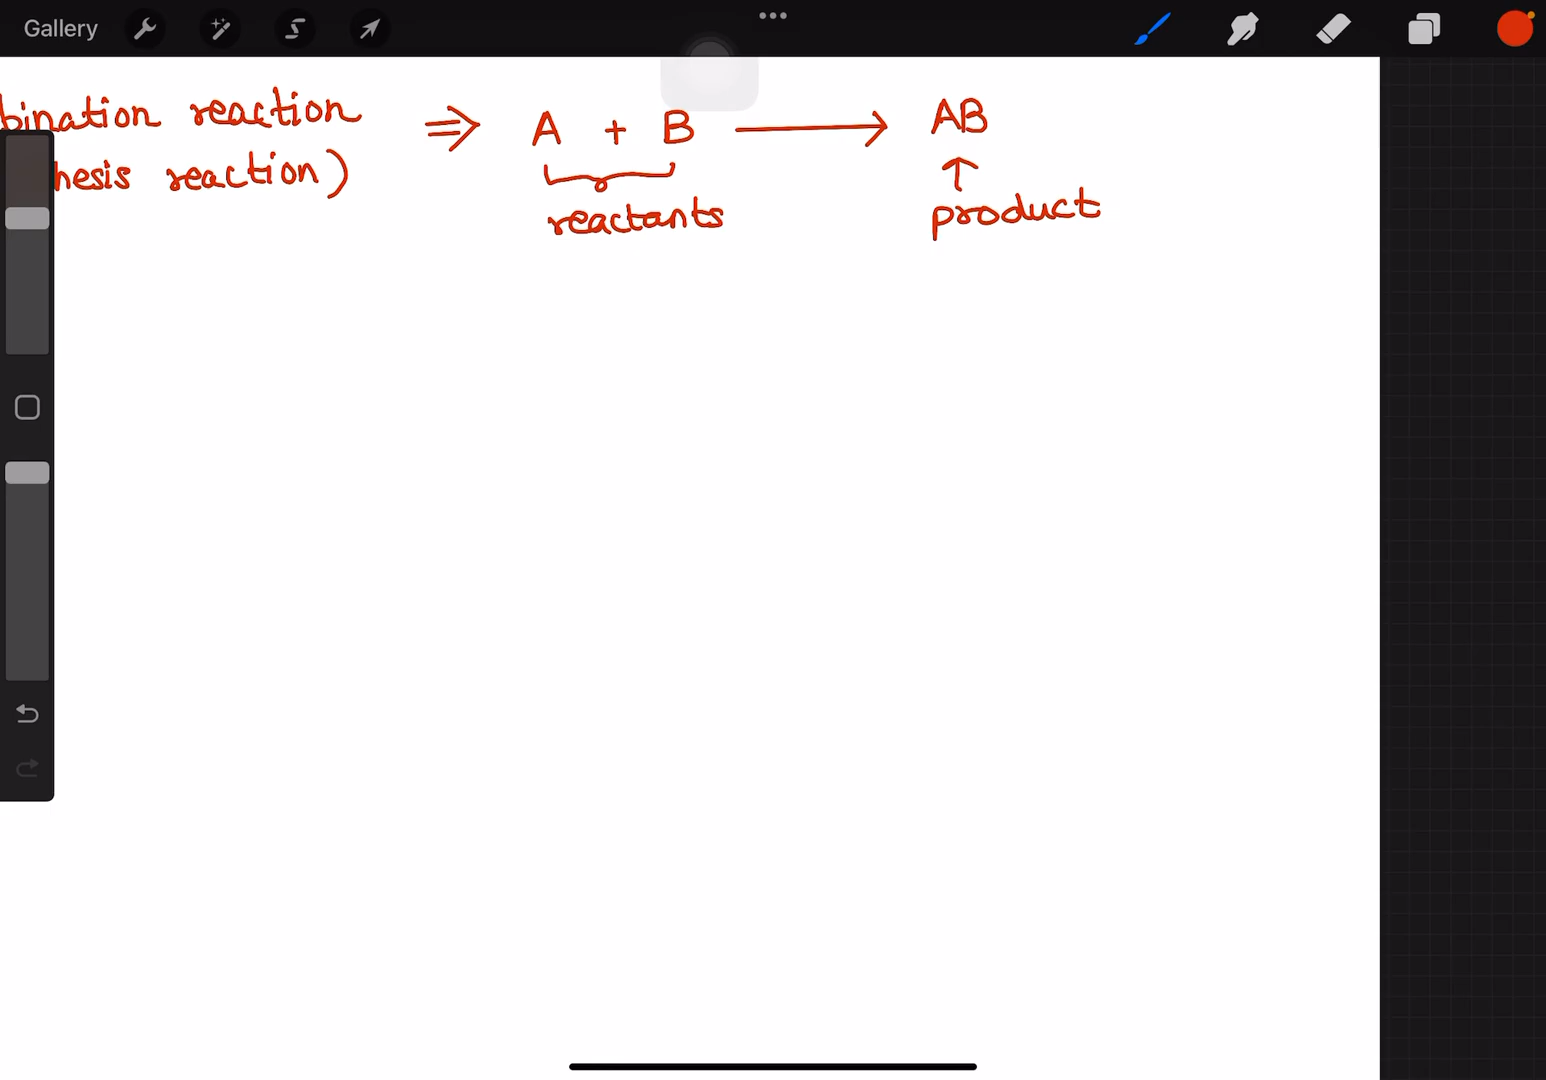 Gallery
bination reaction ⇒ A + B ⟶ AB
hesis reaction) ↑
reactants product